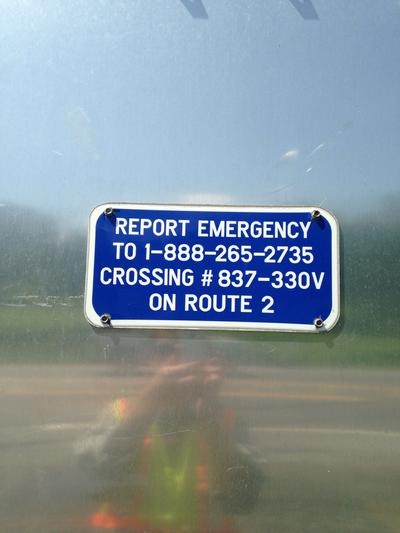 REPORT EMERGENCY
TO 1-888-265-2735
CROSSING # 837-330V
ON ROUTE 2